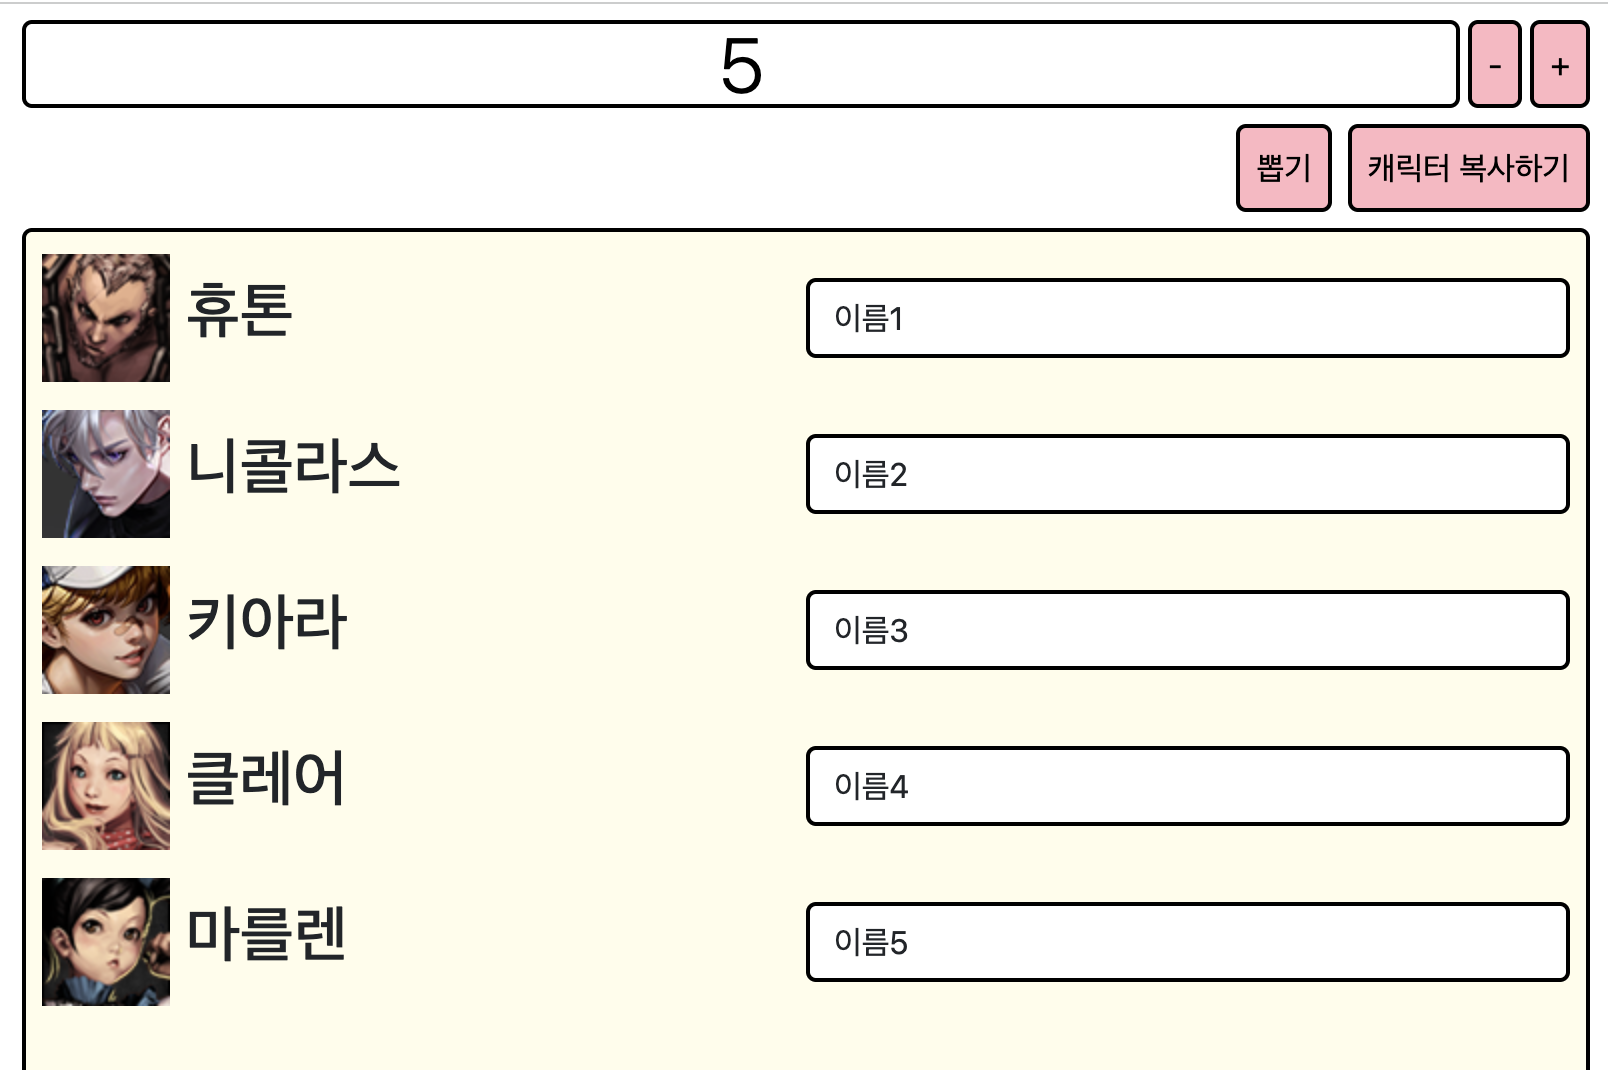 5 - +
뽑기 캐릭터 복사하기
휴톤 이름1
니콜라스 이름2
키아라 이름3
클레어 이름4
마를렌 이름5